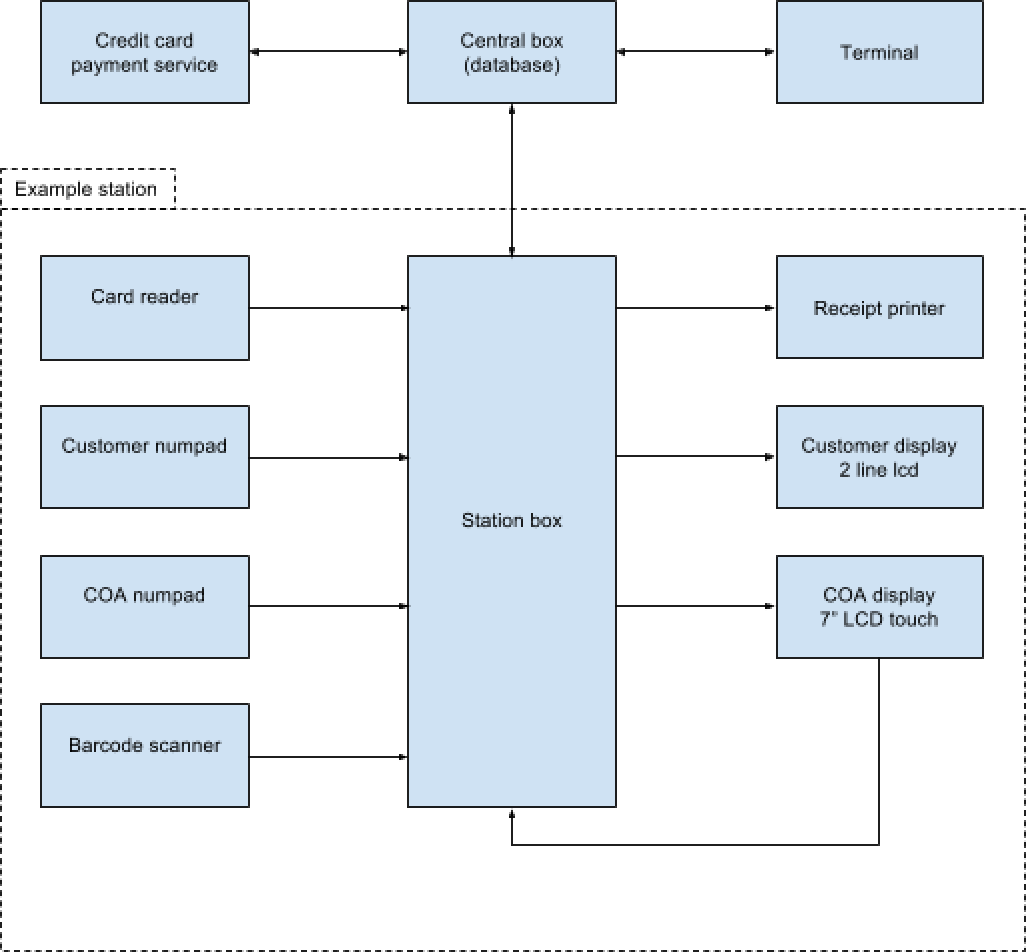 Credit card
payment service
Central box
(database)
Terminal
Example station
Card reader
Receipt printer
Customer numpad
Customer display
2 line lcd
Station box
COA numpad
COA display
7” LCD touch
Barcode scanner